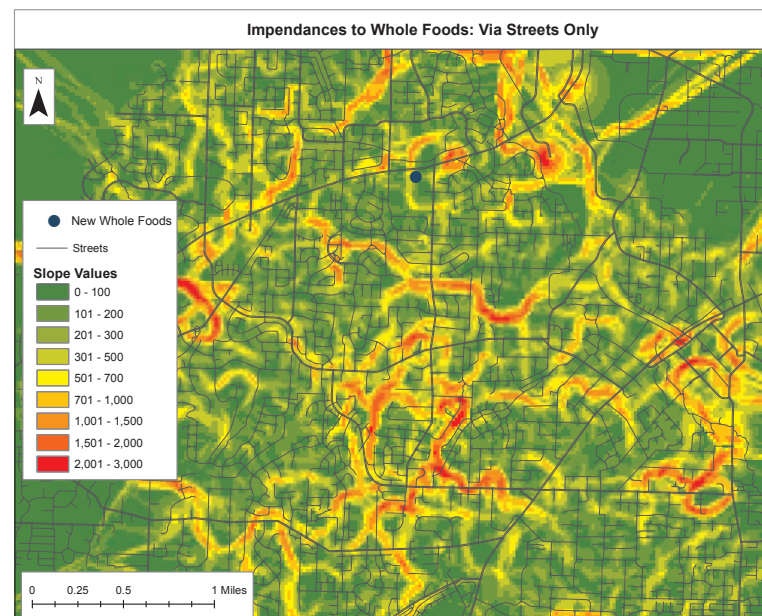 Impendances to Whole Foods: Via Streets Only
N
New Whole Foods
Streets
Slope Values
0 - 100
101 - 200
201 - 300
301 - 500
501 - 700
701 - 1,000
1,001 - 1,500
1,501 - 2,000
2,001 - 3,000
0 0.25 0.5 1 Miles